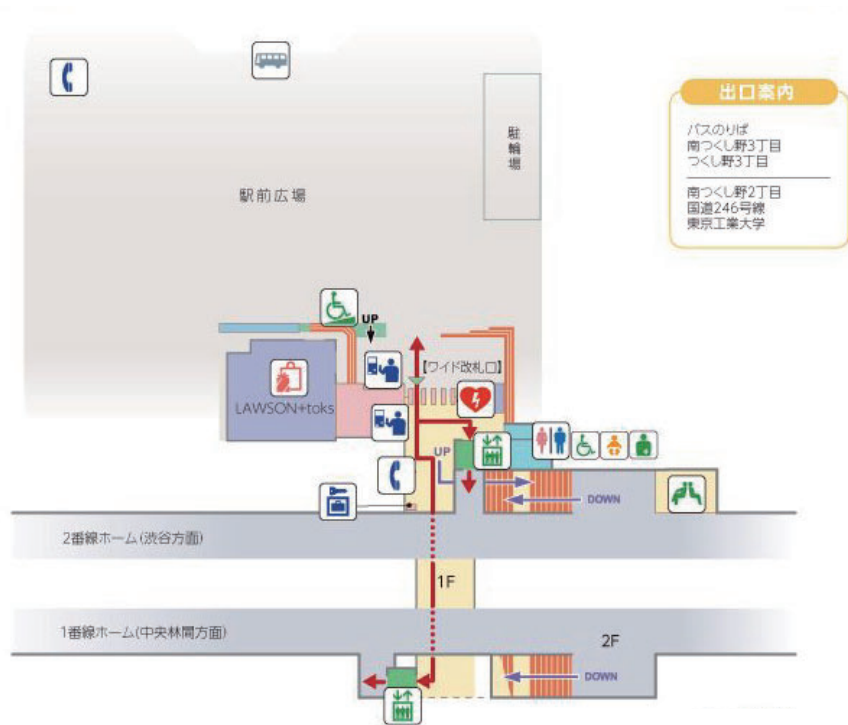 出口案内
バスのりば
南つくし野3丁目
つくし野3丁目
南つくし野2丁目
国道246号線
東京工業大学
駐輪場
駅前広場
UP
【ワイド改札口】
LAWSON+toks
UP
DOWN
2番線ホーム(渋谷方面)
1F
1番線ホーム(中央林間方面)
2F
DOWN